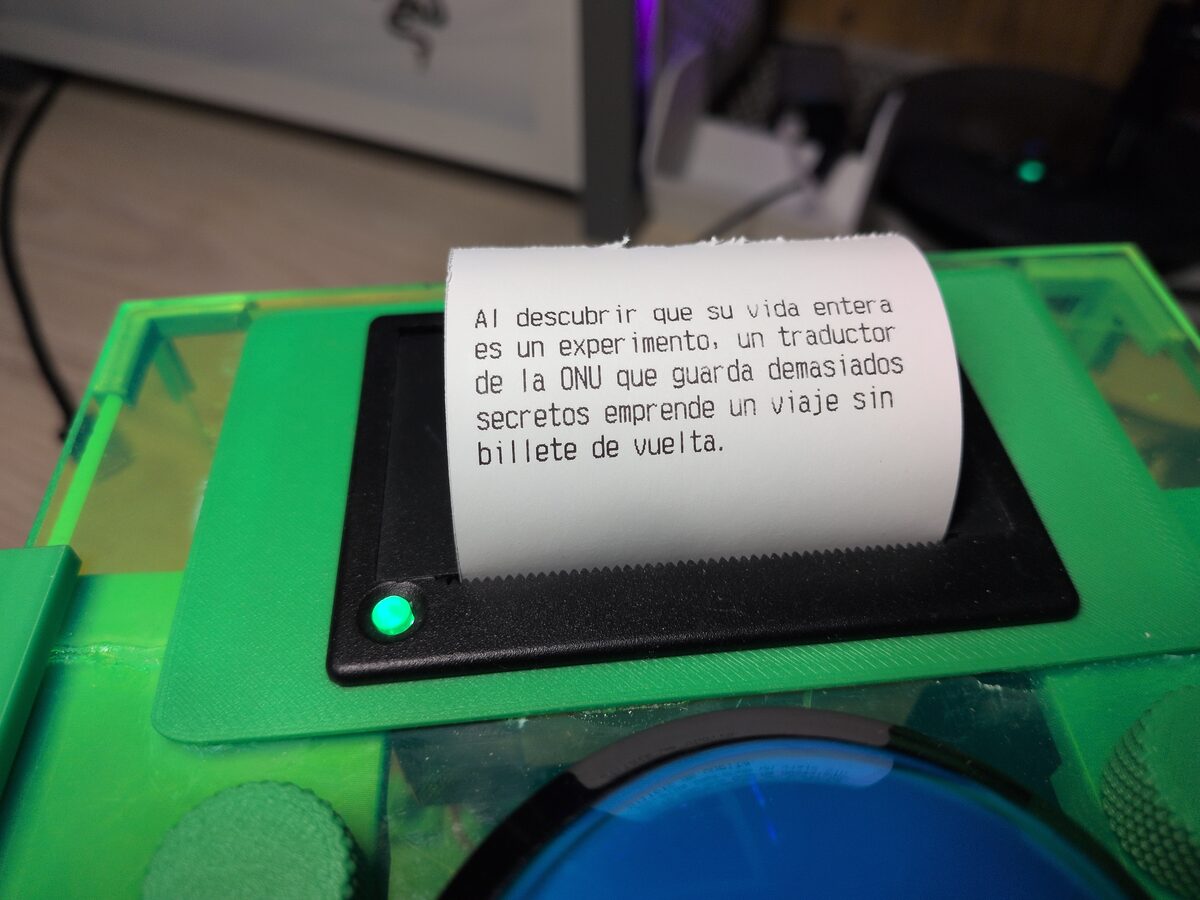 Al descubrir que su vida entera
es un experimento, un traductor
de la ONU que guarda demasiados
secretos emprende un viaje sin
billete de vuelta.